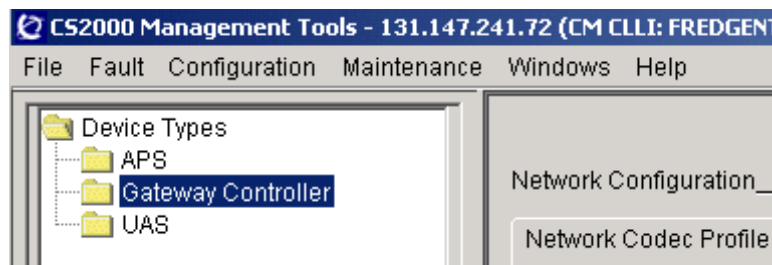 CS2000 Management Tools - 131.147.241.72 (CM CLLI: FREDGENT
File Fault Configuration Maintenance Windows Help
Device Types
APS
Gateway Controller
UAS
Network Configuration_
Network Codec Profile